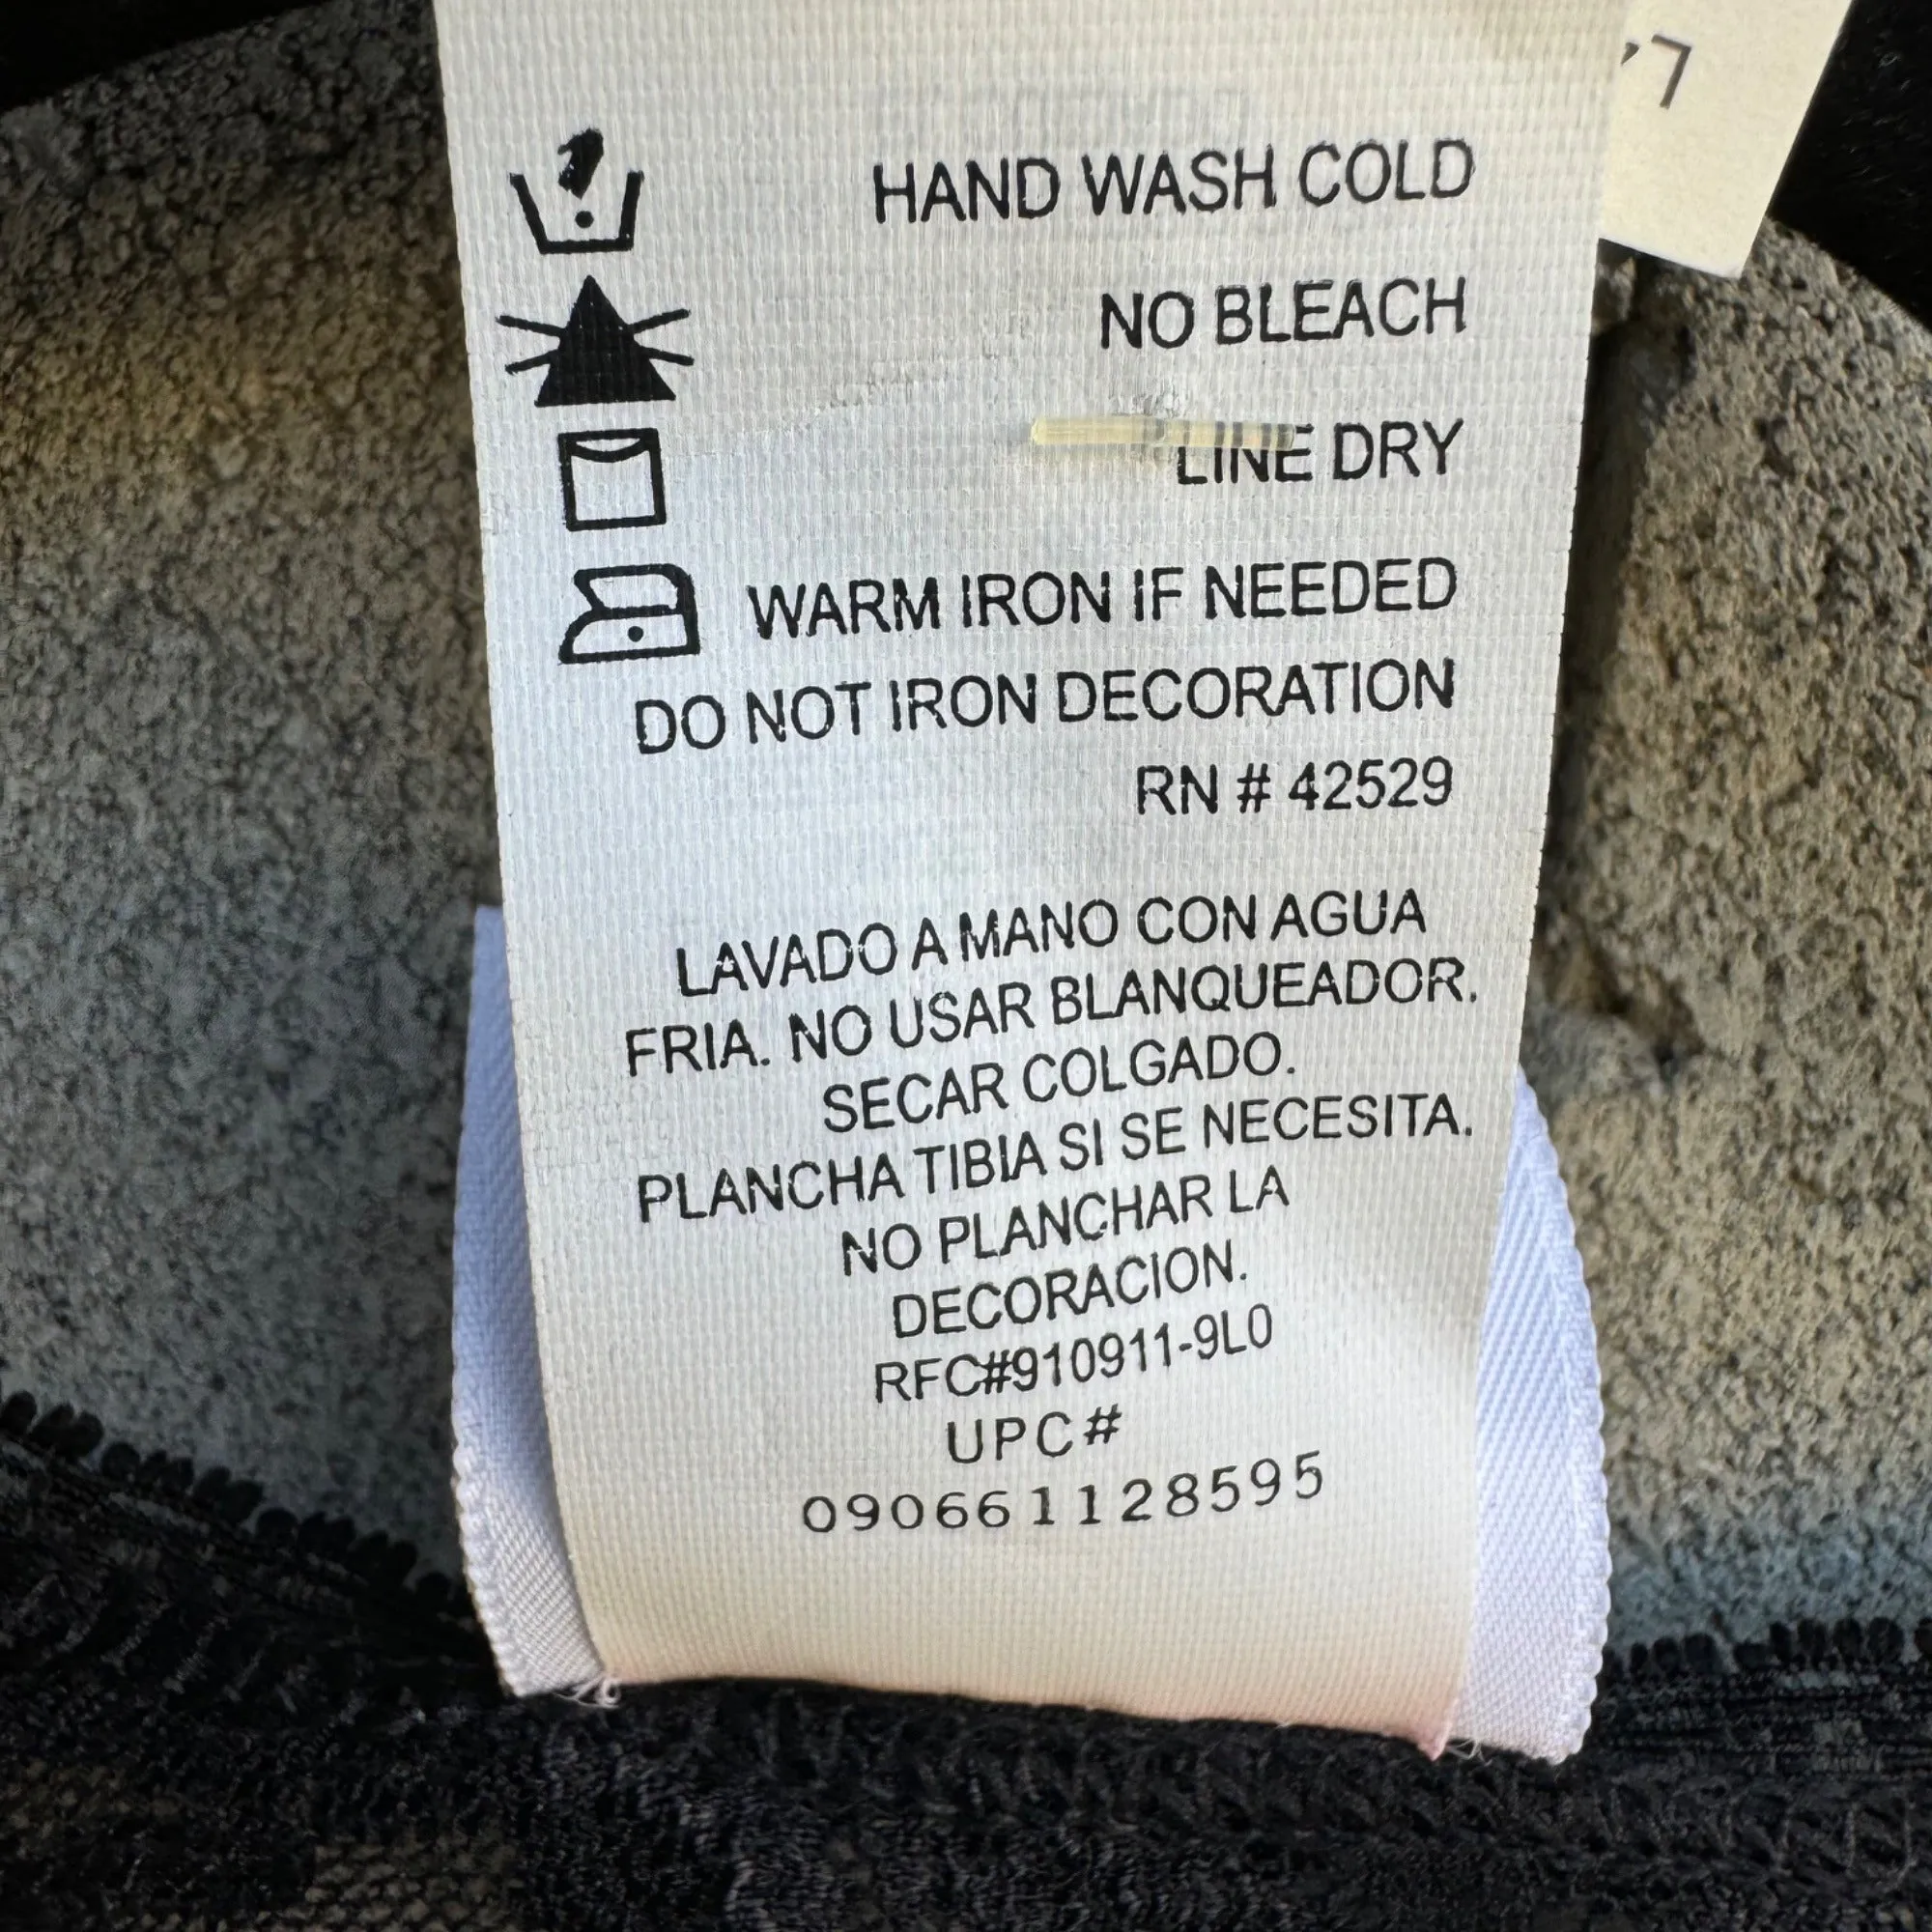 HAND WASH COLD
NO BLEACH
LINE DRY
WARM IRON IF NEEDED
DO NOT IRON DECORATION
RN # 42529
LAVADO A MANO CON AGUA
FRIA. NO USAR BLANQUEADOR.
SECAR COLGADO.
PLANCHA TIBIA SI SE NECESITA.
NO PLANCHAR LA
DECORACION.
RFC#910911-9L0
UPC#
090661128595